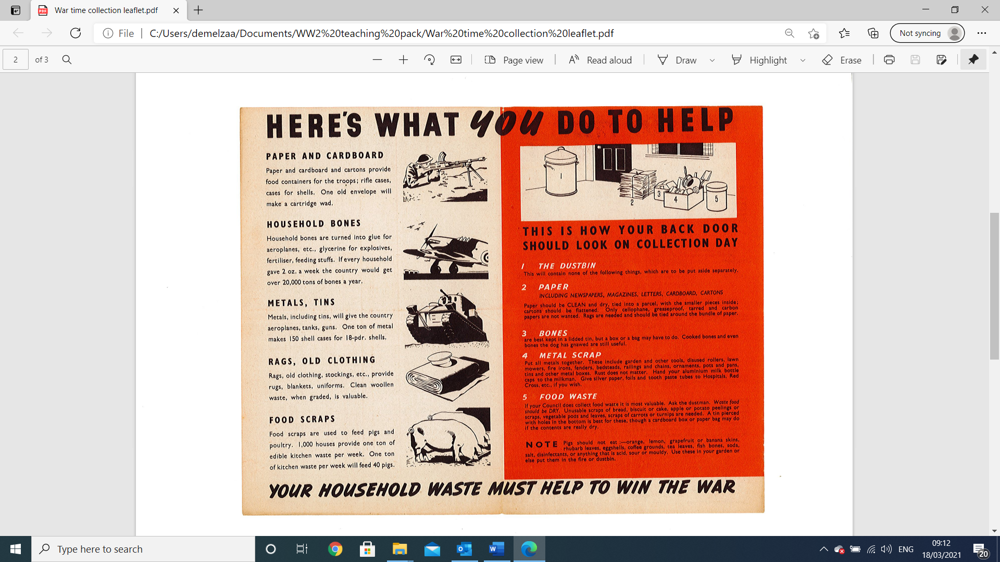 War time collection leaflet.pdf
File
C:/Users/demelzaa/Documents/WW2%20teaching%20pack/War%20time%20collection%20leaflet.pdf
Not syncing
2 of 3
Page view
Read aloud
Draw
Highlight
Erase
HERE'S WHAT YOU DO TO HELP
PAPER AND CARDBOARD
Paper and cardboard and cartons provide
food containers for the troops; rifle cases,
cases for shells. One old envelope will
make a cartridge wad.
HOUSEHOLD BONES
Household bones are turned into glue for
aeroplanes, etc., glycerine for explosives,
fertiliser, feeding stuffs. If every household
gave 2 oz. a week the country would get
over 20,000 tons of bones a year.
METALS, TINS
Metals, including tins, will give the country
aeroplanes, tanks, guns. One ton of metal
makes 150 shell cases for 18-pdr. shells.
RAGS, OLD CLOTHING
Rags, old clothing, stockings, etc., provide
rugs, blankets, uniforms. Clean woollen
waste, when graded, is valuable.
FOOD SCRAPS
Food scraps are used to feed pigs and
poultry. 1,000 houses provide one ton of
edible kitchen waste per week. One ton
of kitchen waste per week will feed 40 pigs.
1
2
3
4
5
THIS IS HOW YOUR BACK DOOR
SHOULD LOOK ON COLLECTION DAY
1 THE DUSTBIN
This will contain none of the following things, which are to be put aside separately.
2 PAPER
INCLUDING NEWSPAPERS, MAGAZINES, LETTERS, CARDBOARD, CARTONS
Paper should be CLEAN and dry, tied into a parcel, with the smaller pieces inside;
cartons should be flattened. Only cellophane, greaseproof, tarred and carbon
papers are not wanted. Rags are needed and should be tied around the bundle of paper.
3 BONES
are best kept in a lidded tin, but a box or a bag may have to do. Cooked bones and even
bones the dog has gnawed are still useful.
4 METAL SCRAP
Put all metals together. These include garden and other tools, disused rollers, lawn
mowers, fire irons, fenders, bedsteads, railings and chains, ornaments, pots and pans,
tins and other metal boxes. Rust does not matter. Hand your aluminium milk bottle
caps to the milkman. Give silver paper, foils and tooth paste tubes to Hospitals, Red
Cross, etc., if you wish.
5 FOOD WASTE
If your Council does collect food waste it is most valuable. Ask the dustman. Waste food
should be DRY. Unusable scraps of bread, biscuit or cake, apple or potato peelings or
scraps, vegetable pods and leaves, scraps of carrots or turnips are needed. A tin pierced
with holes in the bottom is best for these, though a cardboard box or paper bag may do
if the contents are really dry.
NOTE Pigs should not eat :—orange, lemon, grapefruit or banana skins,
rhubarb leaves, eggshells, coffee grounds, tea leaves, fish bones, soda,
salt, disinfectants, or anything that is acid, sour or mouldy. Use these in your garden or
else put them in the fire or dustbin.
YOUR HOUSEHOLD WASTE MUST HELP TO WIN THE WAR
Type here to search
ENG
09:12
18/03/2021
20